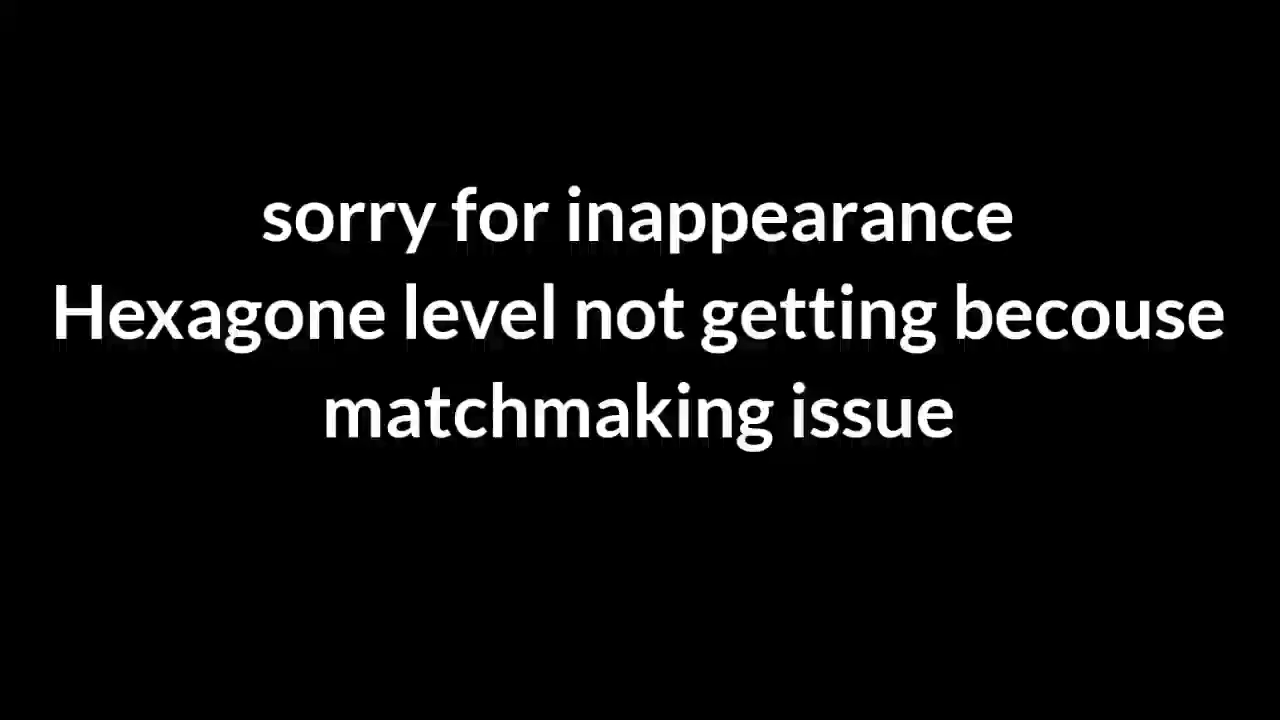 sorry for inappearance
Hexagone level not getting becouse
matchmaking issue